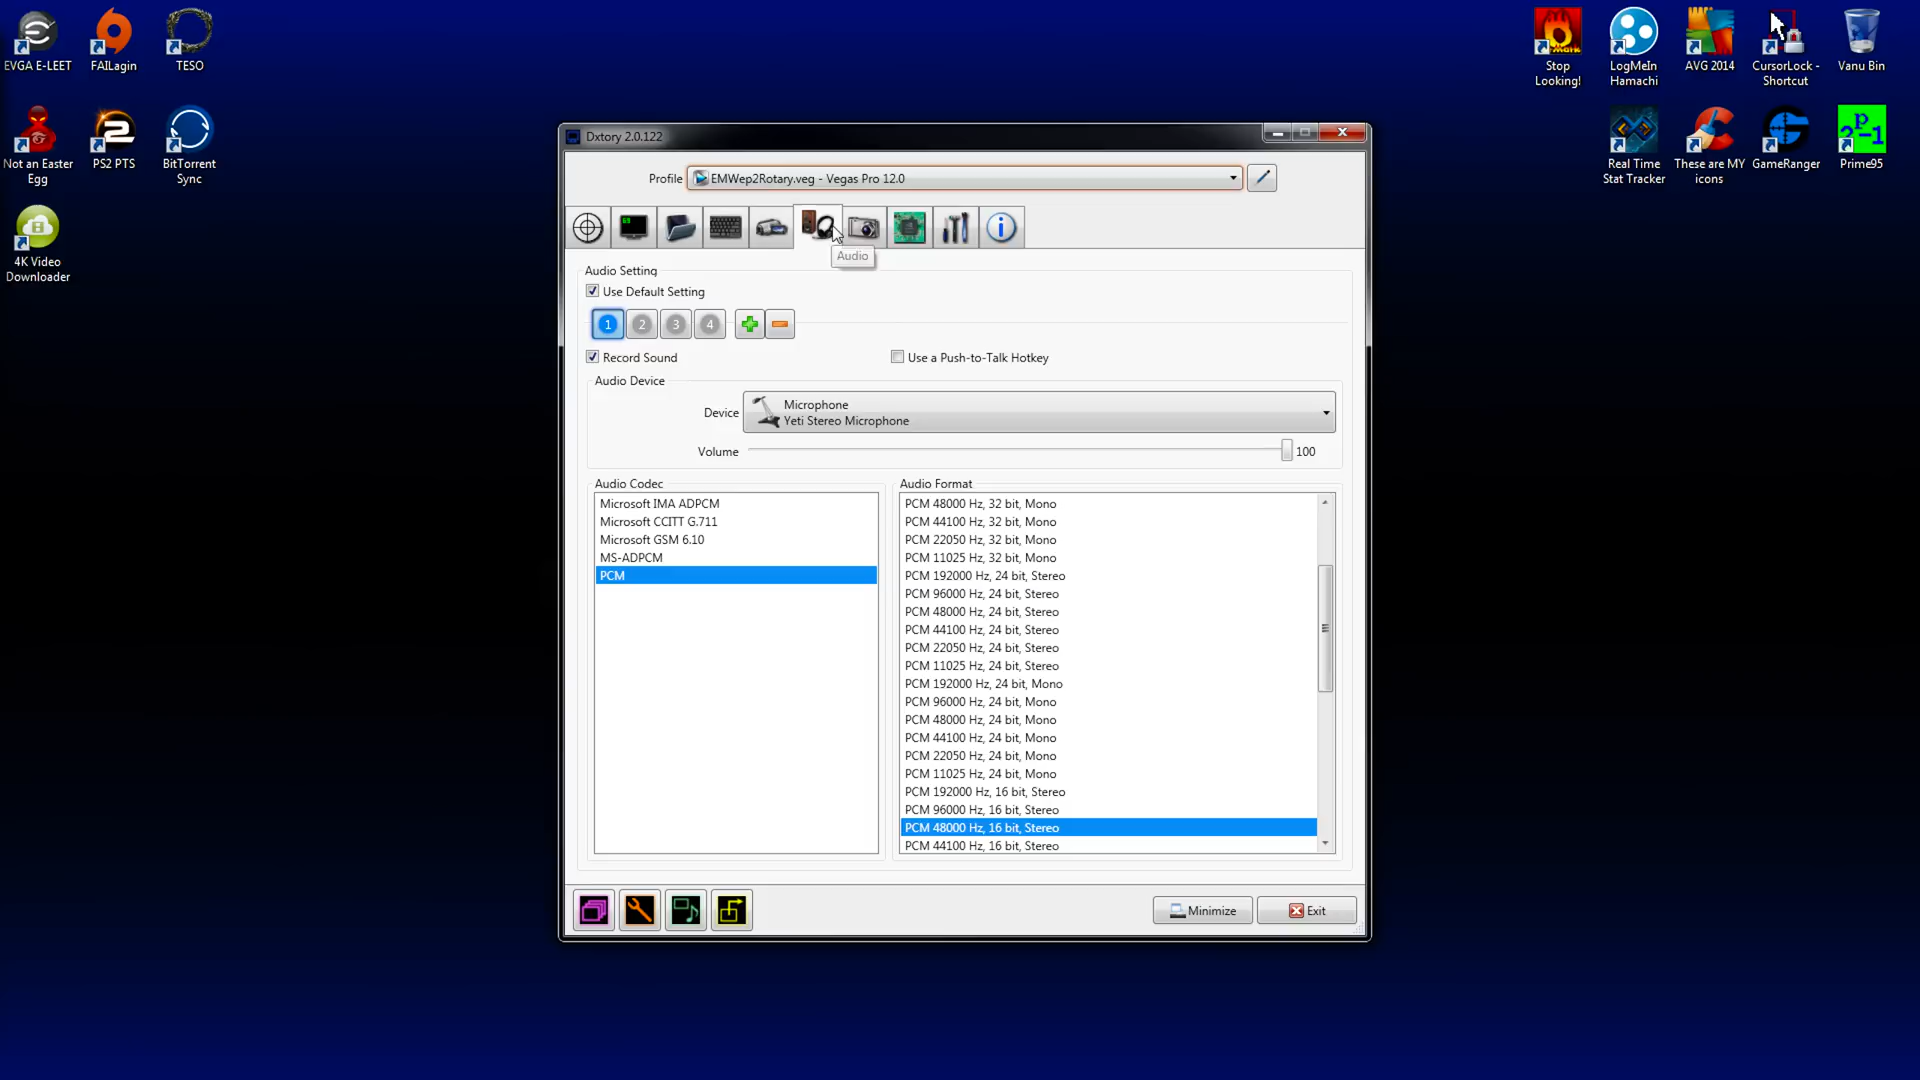 EVGA E-LEET
FAILagin
TESO
Not an Easter
Egg
PS2 PTS
BitTorrent
Sync
4K Video
Downloader
Stop
Looking!
LogMeIn
Hamachi
AVG 2014
CursorLock -
Shortcut
Vanu Bin
Real Time
Stat Tracker
These are MY
icons
GameRanger
Prime95
Dxtory 2.0.122
Profile
EMWep2Rotary.veg - Vegas Pro 12.0
Audio
Audio Setting
Use Default Setting
1 2 3 4
Record Sound
Use a Push-to-Talk Hotkey
Audio Device
Device
Microphone
Yeti Stereo Microphone
Volume
100
Audio Codec
Microsoft IMA ADPCM
Microsoft CCITT G.711
Microsoft GSM 6.10
MS-ADPCM
PCM
Audio Format
PCM 48000 Hz, 32 bit, Mono
PCM 44100 Hz, 32 bit, Mono
PCM 22050 Hz, 32 bit, Mono
PCM 11025 Hz, 32 bit, Mono
PCM 192000 Hz, 24 bit, Stereo
PCM 96000 Hz, 24 bit, Stereo
PCM 48000 Hz, 24 bit, Stereo
PCM 44100 Hz, 24 bit, Stereo
PCM 22050 Hz, 24 bit, Stereo
PCM 11025 Hz, 24 bit, Stereo
PCM 192000 Hz, 24 bit, Mono
PCM 96000 Hz, 24 bit, Mono
PCM 48000 Hz, 24 bit, Mono
PCM 44100 Hz, 24 bit, Mono
PCM 22050 Hz, 24 bit, Mono
PCM 11025 Hz, 24 bit, Mono
PCM 192000 Hz, 16 bit, Stereo
PCM 96000 Hz, 16 bit, Stereo
PCM 48000 Hz, 16 bit, Stereo
PCM 44100 Hz, 16 bit, Stereo
Minimize
Exit